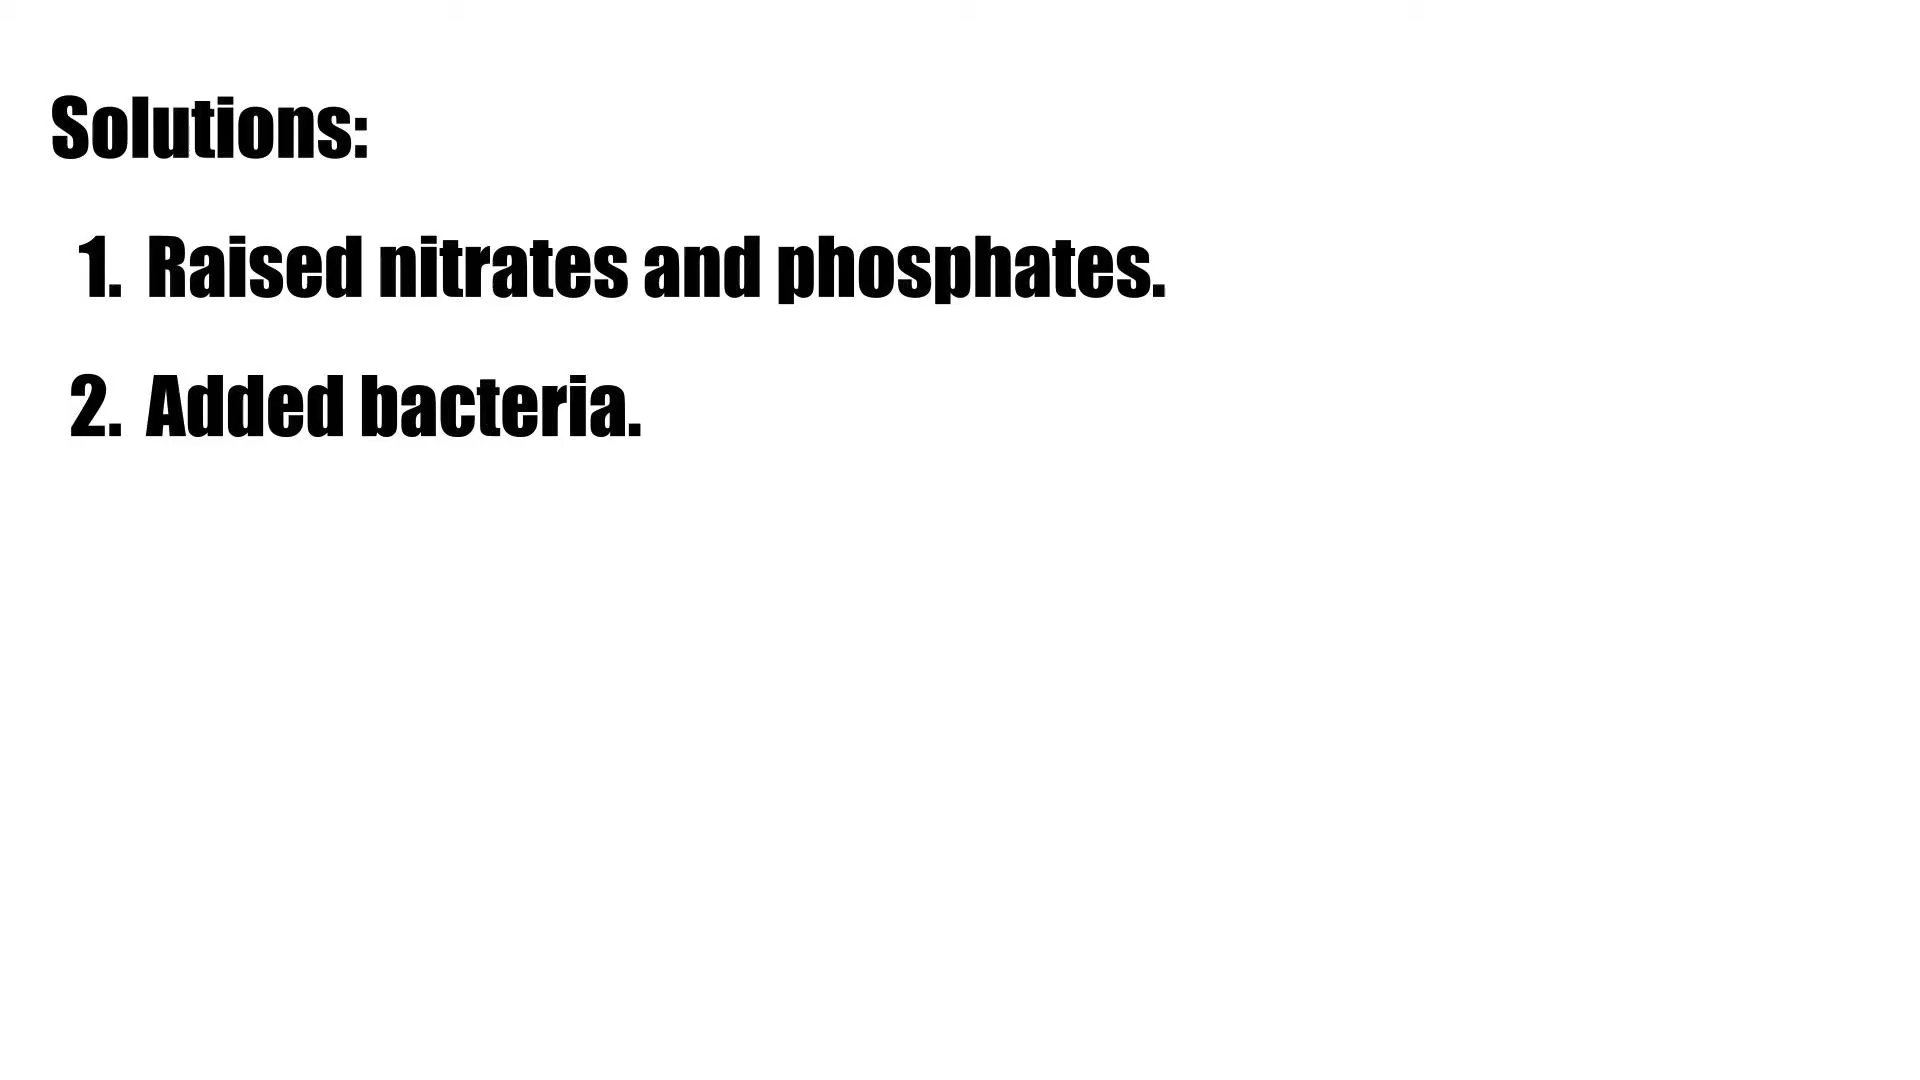 Solutions:
1. Raised nitrates and phosphates.
2. Added bacteria.